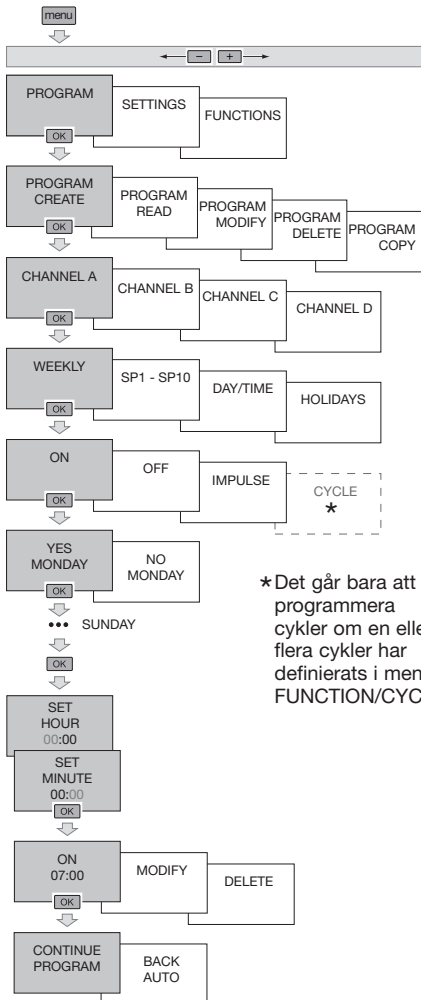 menu
− +
PROGRAM
OK
SETTINGS
FUNCTIONS
PROGRAM
CREATE
OK
PROGRAM
READ
PROGRAM
MODIFY
PROGRAM
DELETE
PROGRAM
COPY
CHANNEL A
OK
CHANNEL B
CHANNEL C
CHANNEL D
WEEKLY
OK
SP1 - SP10
DAY/TIME
HOLIDAYS
ON
OK
OFF
IMPULSE
CYCLE
*
YES
MONDAY
OK
NO
MONDAY
••• SUNDAY
OK
*Det går bara att
programmera
cykler om en elle
flera cykler har
definierats i men
FUNCTION/CYC
SET
HOUR
00:00
SET
MINUTE
00:00
OK
ON
07:00
OK
MODIFY
DELETE
CONTINUE
PROGRAM
BACK
AUTO